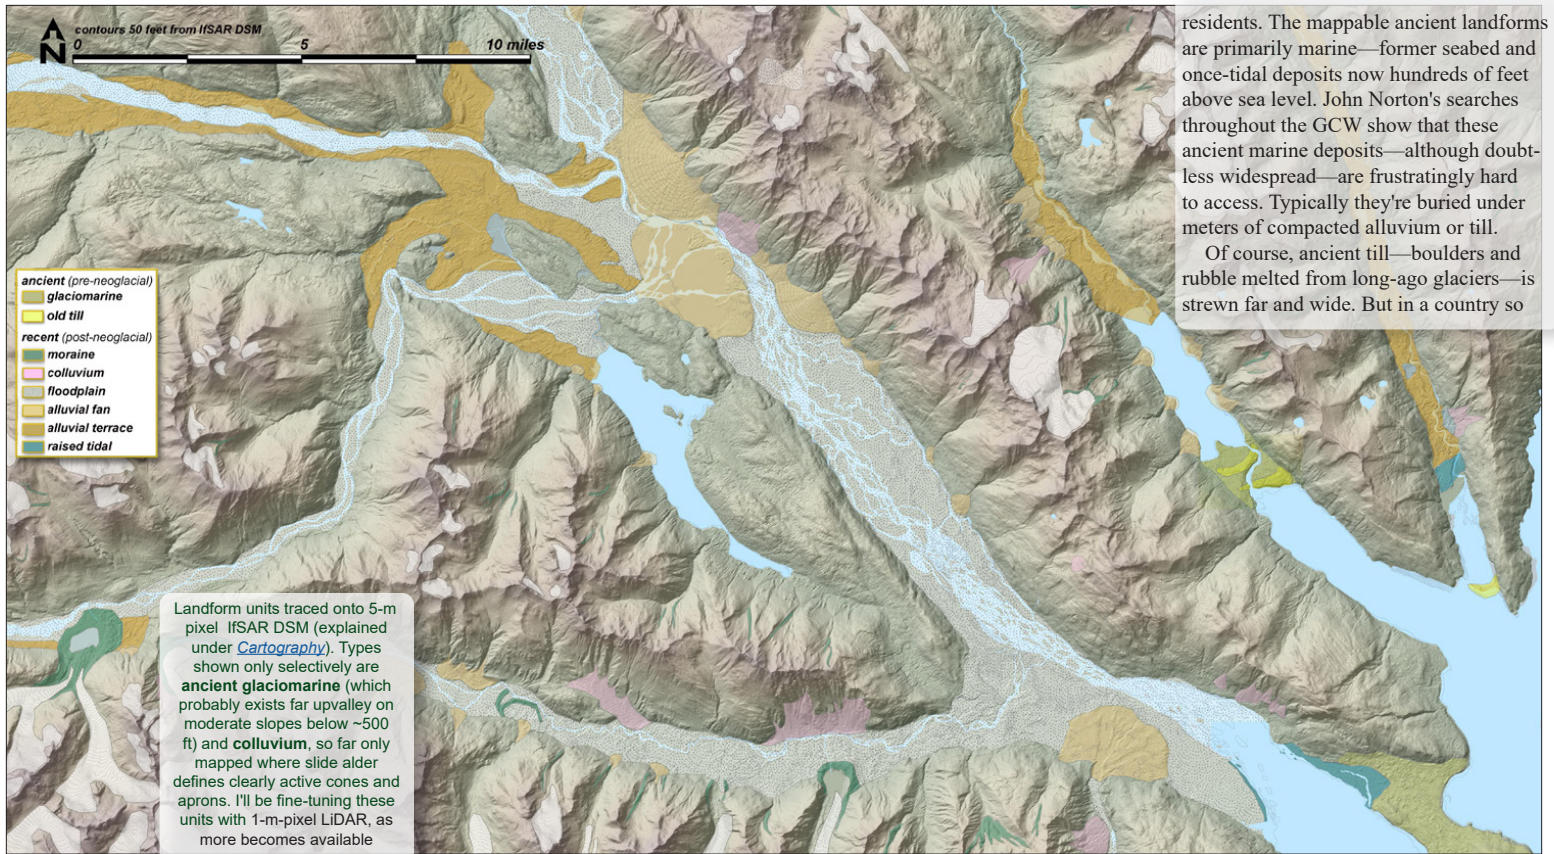 contours 50 feet from IfSAR DSM
0 5 10 miles
N
residents. The mappable ancient landforms
are primarily marine—former seabed and
once-tidal deposits now hundreds of feet
above sea level. John Norton's searches
throughout the GCW show that these
ancient marine deposits—although doubt-
less widespread—are frustratingly hard
to access. Typically they're buried under
meters of compacted alluvium or till.
Of course, ancient till—boulders and
rubble melted from long-ago glaciers—is
strewn far and wide. But in a country so
ancient (pre-neoglacial)
glaciomarine
old till
recent (post-neoglacial)
moraine
colluvium
floodplain
alluvial fan
alluvial terrace
raised tidal
Landform units traced onto 5-m
pixel IfSAR DSM (explained
under Cartography). Types
shown only selectively are
ancient glaciomarine (which
probably exists far upvalley on
moderate slopes below ~500
ft) and colluvium, so far only
mapped where slide alder
defines clearly active cones and
aprons. I'll be fine-tuning these
units with 1-m-pixel LiDAR, as
more becomes available